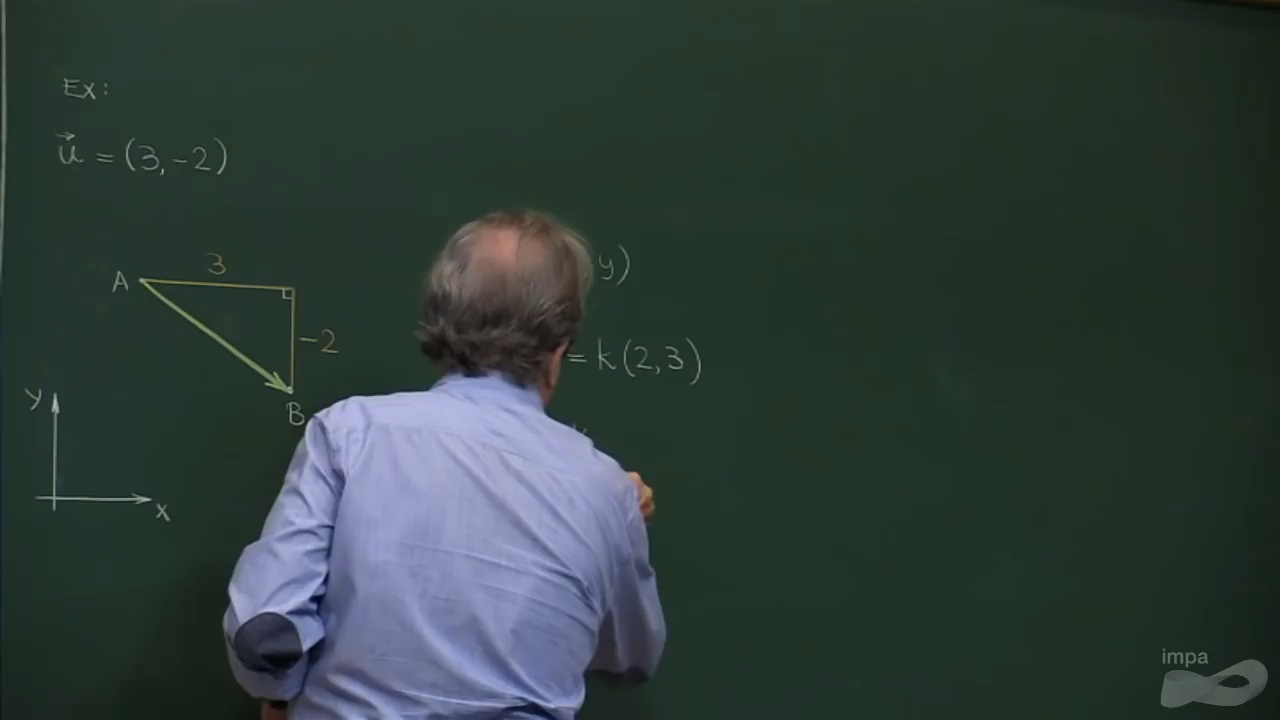 Ex:
u⃗ = (3,-2)
A
3
-2
B
y
x
y)
= k(2,3)
impa